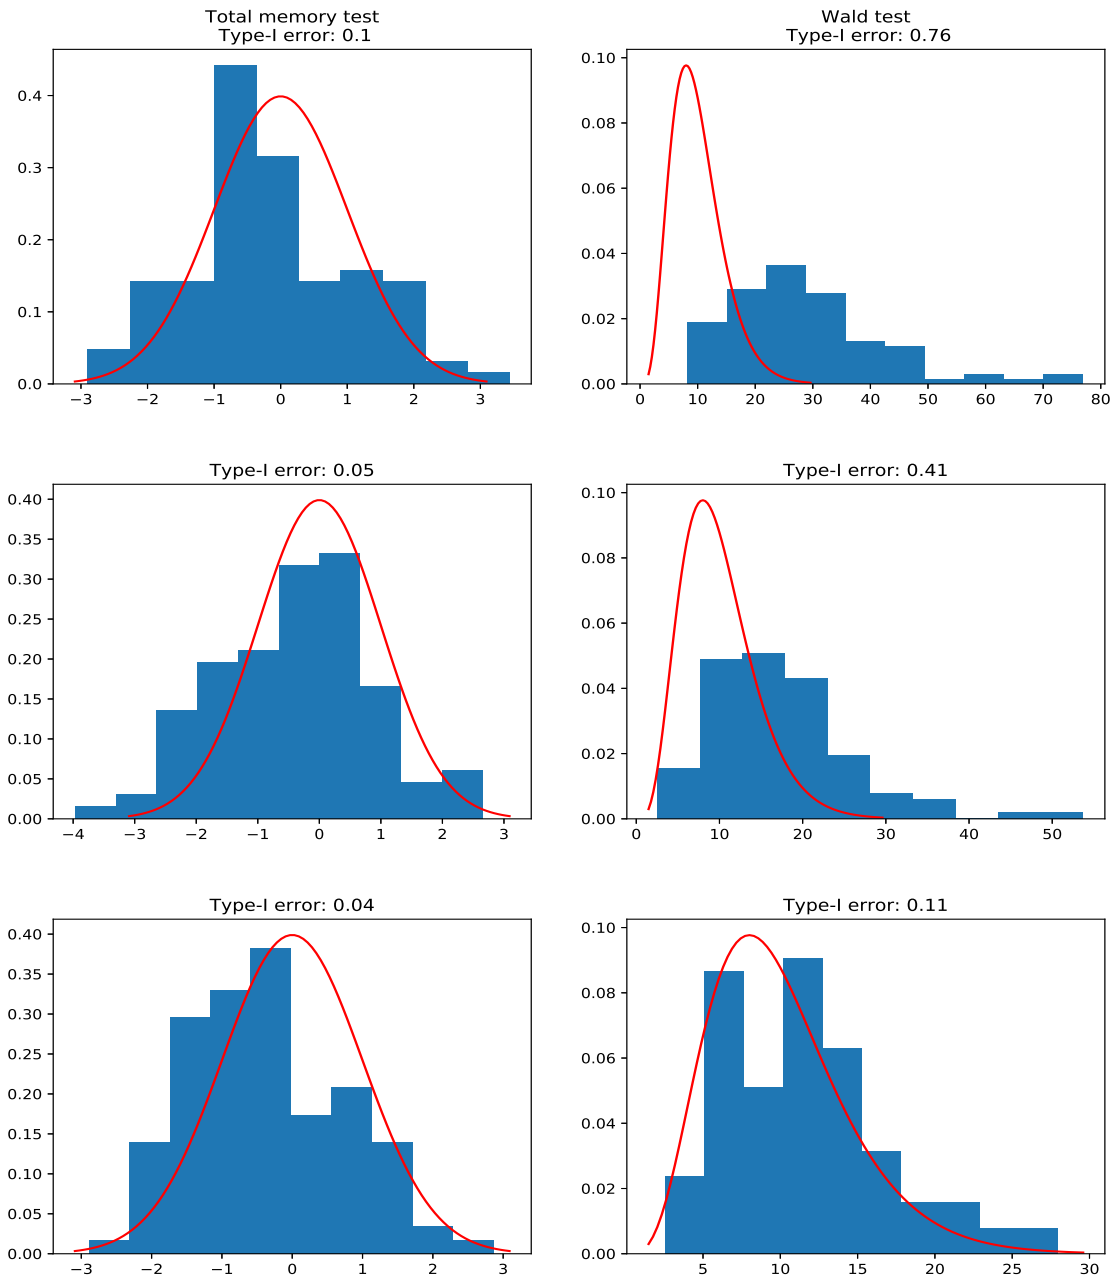 Total memory test
Type-I error: 0.1
0.4
0.3
0.2
0.1
0.0
−3 −2 −1 0 1 2 3
Wald test
Type-I error: 0.76
0.10
0.08
0.06
0.04
0.02
0.00
0 10 20 30 40 50 60 70 80
Type-I error: 0.05
0.40
0.35
0.30
0.25
0.20
0.15
0.10
0.05
0.00
−4 −3 −2 −1 0 1 2 3
Type-I error: 0.41
0.10
0.08
0.06
0.04
0.02
0.00
0 10 20 30 40 50
Type-I error: 0.04
0.40
0.35
0.30
0.25
0.20
0.15
0.10
0.05
0.00
−3 −2 −1 0 1 2 3
Type-I error: 0.11
0.10
0.08
0.06
0.04
0.02
0.00
5 10 15 20 25 30